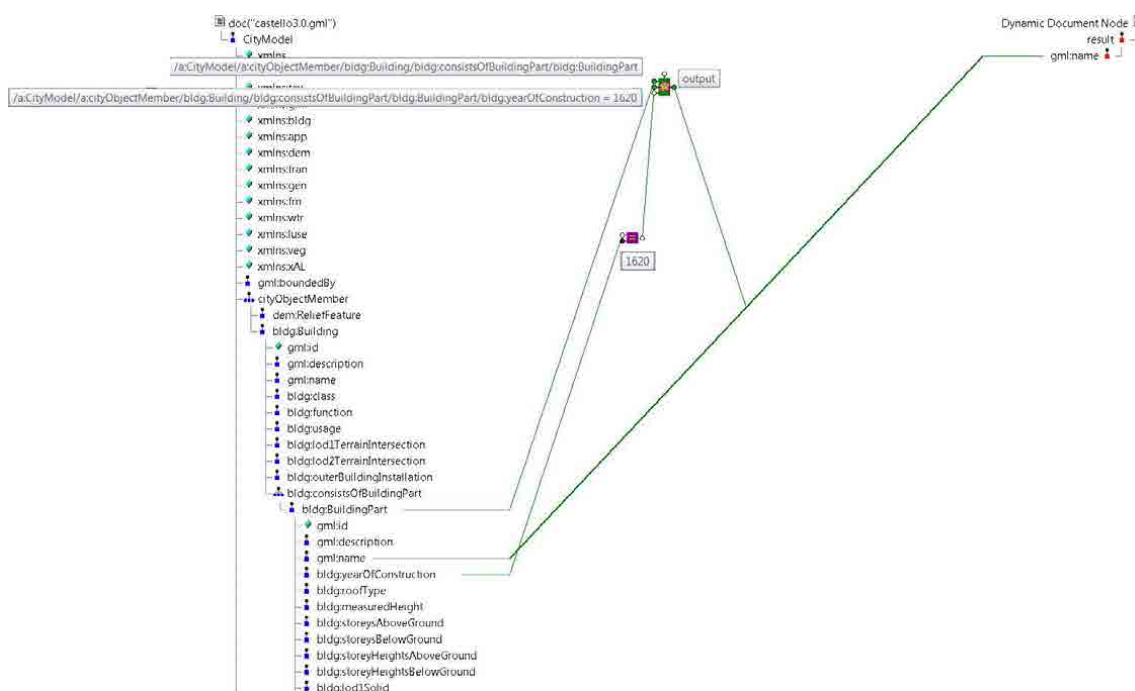 doc("castello3.0.gml")
Dynamic Document Node
CityModel
result
xmlns
gml:name
/a:CityModel/a:cityObjectMember/bldg:Building/bldg:consistsOfBuildingPart/bldg:BuildingPart
output
/a:CityModel/a:cityObjectMember/bldg:Building/bldg:consistsOfBuildingPart/bldg:BuildingPart/bldg:yearOfConstruction = 1620
xmlns:bldg
xmlns:app
xmlns:dem
xmlns:tran
xmlns:gen
xmlns:frn
xmlns:wtr
xmlns:luse
xmlns:veg
xmlns:xAL
1620
gml:boundedBy
cityObjectMember
dem:ReliefFeature
bldg:Building
gml:id
gml:description
gml:name
bldg:class
bldg:function
bldg:usage
bldg:lod1TerrainIntersection
bldg:lod2TerrainIntersection
bldg:outerBuildingInstallation
bldg:consistsOfBuildingPart
bldg:BuildingPart
gml:id
gml:description
gml:name
bldg:yearOfConstruction
bldg:roofType
bldg:measuredHeight
bldg:storeysAboveGround
bldg:storeysBelowGround
bldg:storeyHeightsAboveGround
bldg:storeyHeightsBelowGround
bldg:lod1Solid